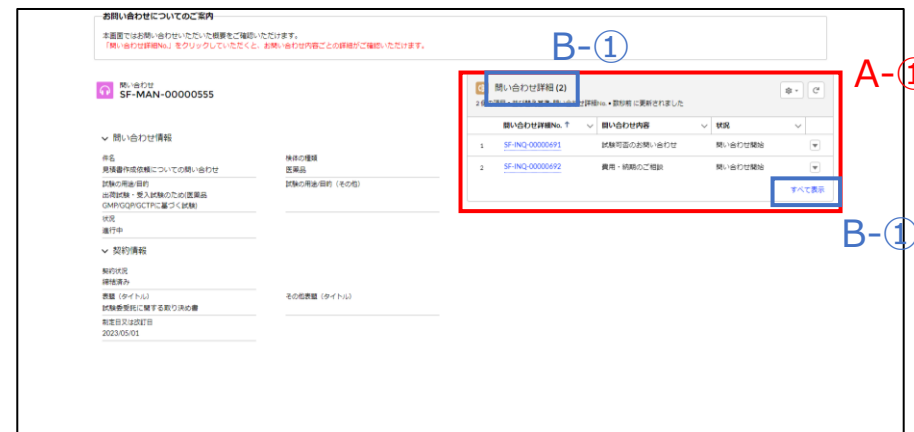 お問い合わせについてのご案内
本画面ではお問い合わせいただいた概要をご確認いただけます。
「問い合わせ詳細No.」をクリックしていただくと、お問い合わせ内容ごとの詳細がご確認いただけます。
B-①
A-①
問い合わせ
SF-MAN-00000555
問い合わせ詳細 (2)
詳細no. • 数秒前 に更新されました
問い合わせ詳細No. ↑ 問い合わせ内容 状況
1 SF-INQ-00000691 試験可否のお問い合わせ 問い合わせ開始
2 SF-INQ-00000692 費用・納期のご相談 問い合わせ開始
すべて表示
B-①
問い合わせ情報
件名
見積書作成依頼についての問い合わせ
検体の種類
医薬品
試験の用途/目的
出荷試験・受入試験のため(医薬品
GMP/GQP/GCTPに基づく試験)
試験の用途/目的（その他）
状況
進行中
契約情報
契約状況
締結済み
表題（タイトル）
試験委受託に関する取り決め書
その他表題（タイトル）
制定日又は改訂日
2023/05/01